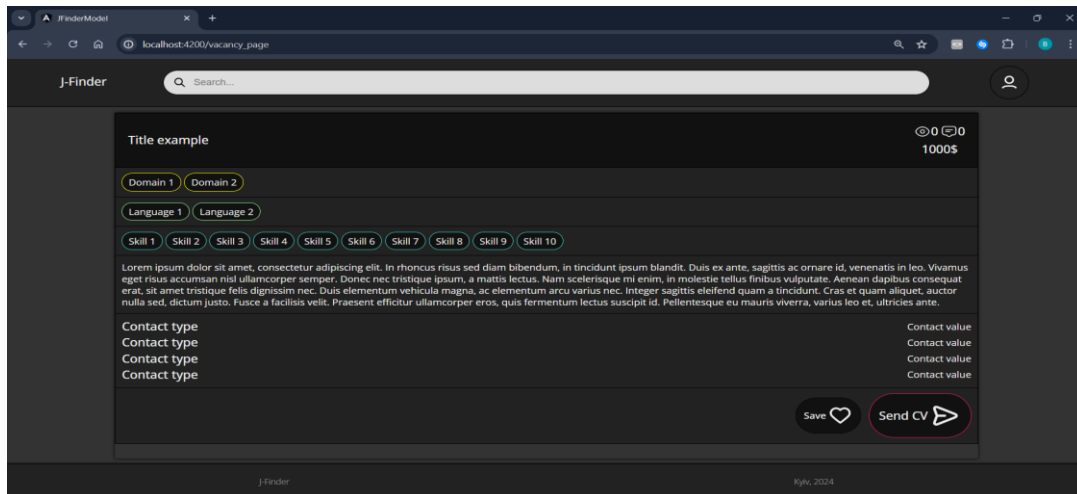 JFinderModel
localhost:4200/vacancy_page
J-Finder
Search...
Title example
0 0
1000$
Domain 1 Domain 2
Language 1 Language 2
Skill 1 Skill 2 Skill 3 Skill 4 Skill 5 Skill 6 Skill 7 Skill 8 Skill 9 Skill 10
Lorem ipsum dolor sit amet, consectetur adipiscing elit. In rhoncus risus sed diam bibendum, in tincidunt ipsum blandit. Duis ex ante, sagittis ac ornare id, venenatis in leo. Vivamus
eget risus accumsan nisl ullamcorper semper. Donec nec tristique ipsum, a mattis lectus. Nam scelerisque mi enim, in molestie tellus finibus vulputate. Aenean dapibus consequat
erat, sit amet tristique felis dignissim nec. Duis elementum vehicula magna, ac elementum arcu varius nec. Integer sagittis eleifend quam a tincidunt. Cras et quam aliquet, auctor
nulla sed, dictum justo. Fusce a facilisis velit. Praesent efficitur ullamcorper eros, quis fermentum lectus suscipit id. Pellentesque eu mauris viverra, varius leo et, ultricies ante.
Contact type Contact value
Contact type Contact value
Contact type Contact value
Contact type Contact value
Save Send CV
J-Finder Kyiv, 2024